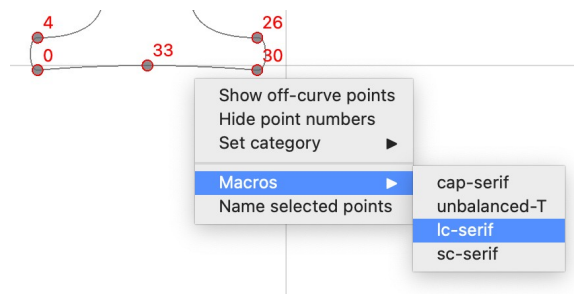 4
26
0
33
30
Show off-curve points
Hide point numbers
Set category
Macros
Name selected points
cap-serif
unbalanced-T
lc-serif
sc-serif